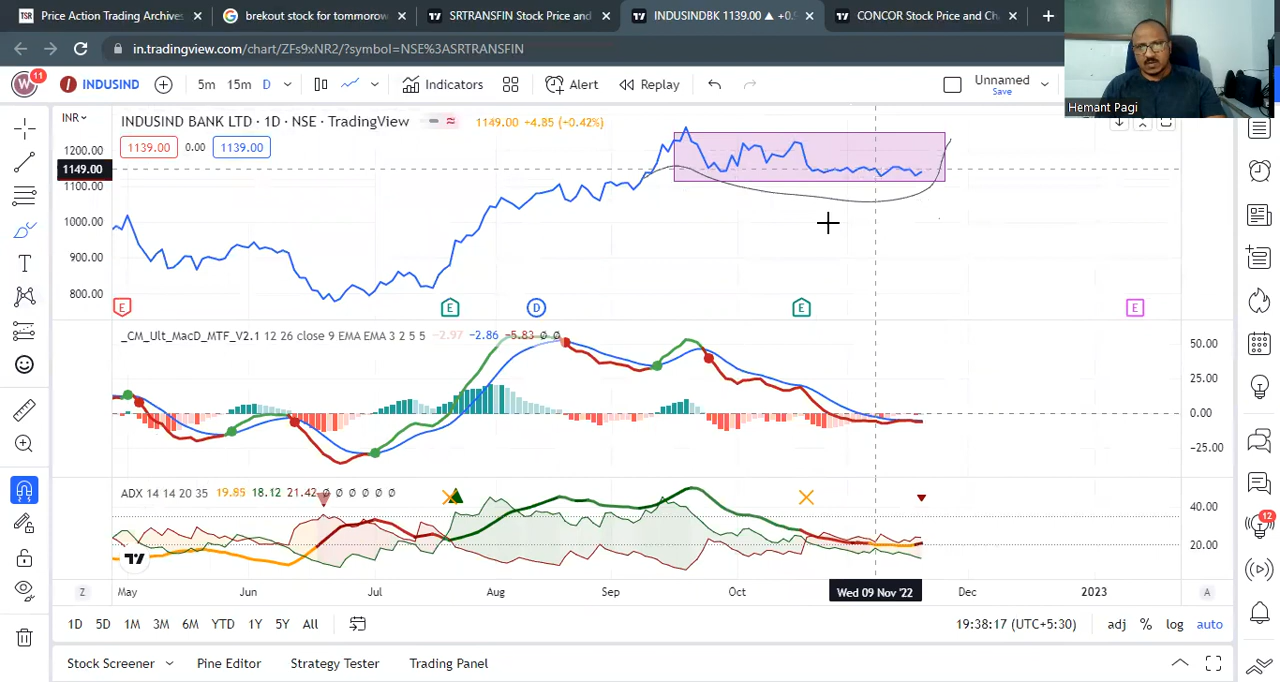 TSR Price Action Trading Archives
brekout stock for tommorow
SRTRANSFIN Stock Price and
INDUSINDBK 1139.00 ▲ +0.
CONCOR Stock Price and Ch
in.tradingview.com/chart/ZFs9xNR2/?symbol=NSE%3ASRTRANSFIN
Hemant Pagi
W 11 INDUSIND 5m 15m D Indicators Alert Replay Unnamed
Save
INR
INDUSIND BANK LTD · 1D · NSE · TradingView 1149.00 +4.85 (+0.42%)
1139.00 0.00 1139.00
1200.00
1149.00
1100.00
1000.00
900.00
800.00
E E D E E
_CM_Ult_MacD_MTF_V2.1 12 26 close 9 EMA EMA 3 2 5 5 −2.97 −2.86 −5.83 ∅ ∅
50.00
25.00
0.00
−25.00
ADX 14 14 20 35 19.85 18.12 21.42 ∅ ∅ ∅ ∅ ∅ ∅
40.00
20.00
12
Z May Jun Jul Aug Sep Oct Wed 09 Nov '22 Dec 2023 A
1D 5D 1M 3M 6M YTD 1Y 5Y All 19:38:17 (UTC+5:30) adj % log auto
Stock Screener Pine Editor Strategy Tester Trading Panel